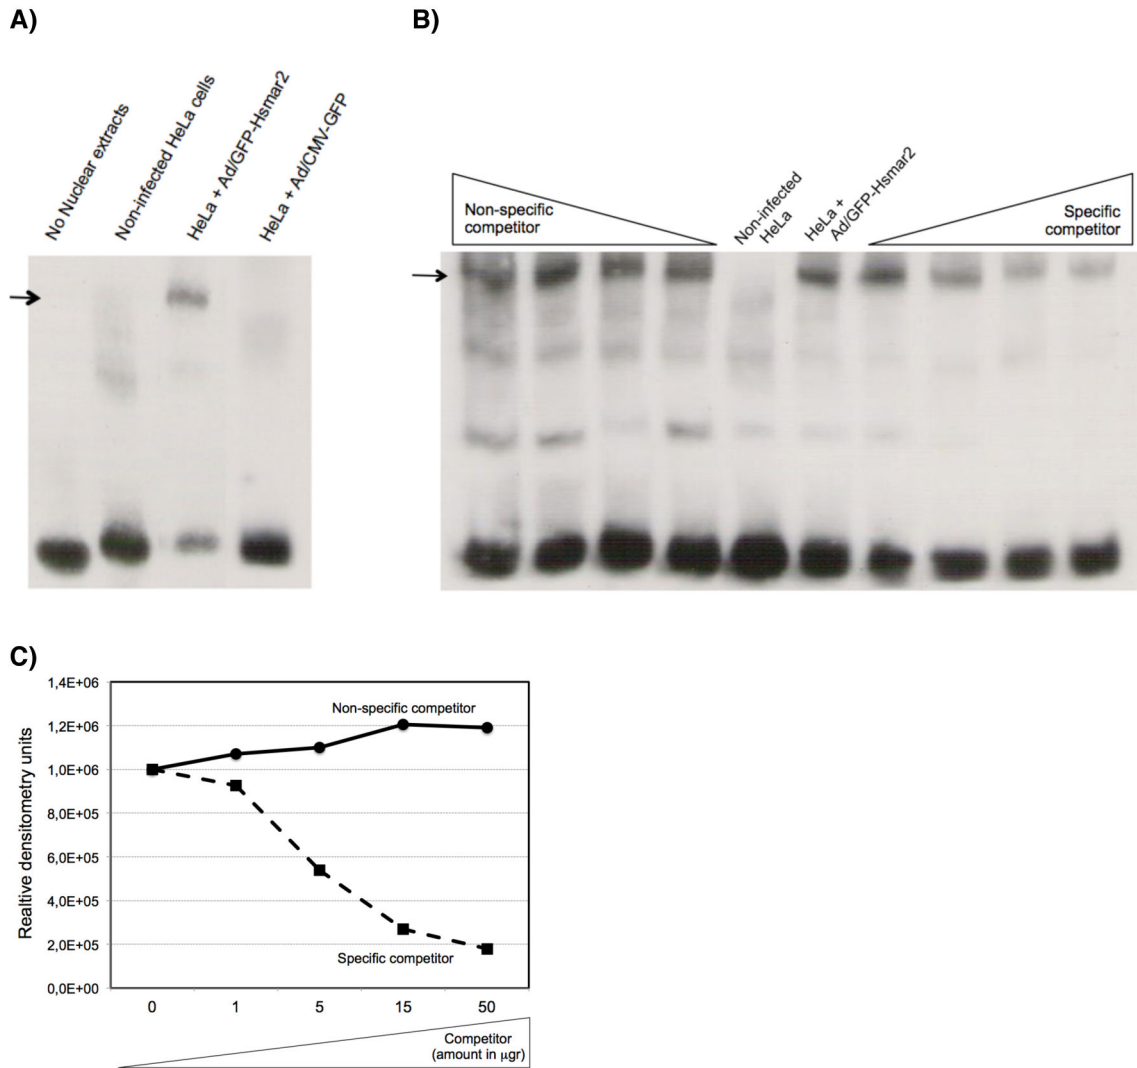 A)
No Nuclear extracts
Non-infected HeLa cells
HeLa + Ad/GFP-Hsmar2
HeLa + Ad/CMV-GFP
B)
Non-specific
competitor
Non-infected
HeLa
HeLa +
Ad/GFP-Hsmar2
Specific
competitor
C)
Realtive densitometry units
1,4E+06
1,2E+06
1,0E+06
8,0E+05
6,0E+05
4,0E+05
2,0E+05
0,0E+00
Non-specific competitor
Specific competitor
0 1 5 15 50
Competitor
(amount in µgr)